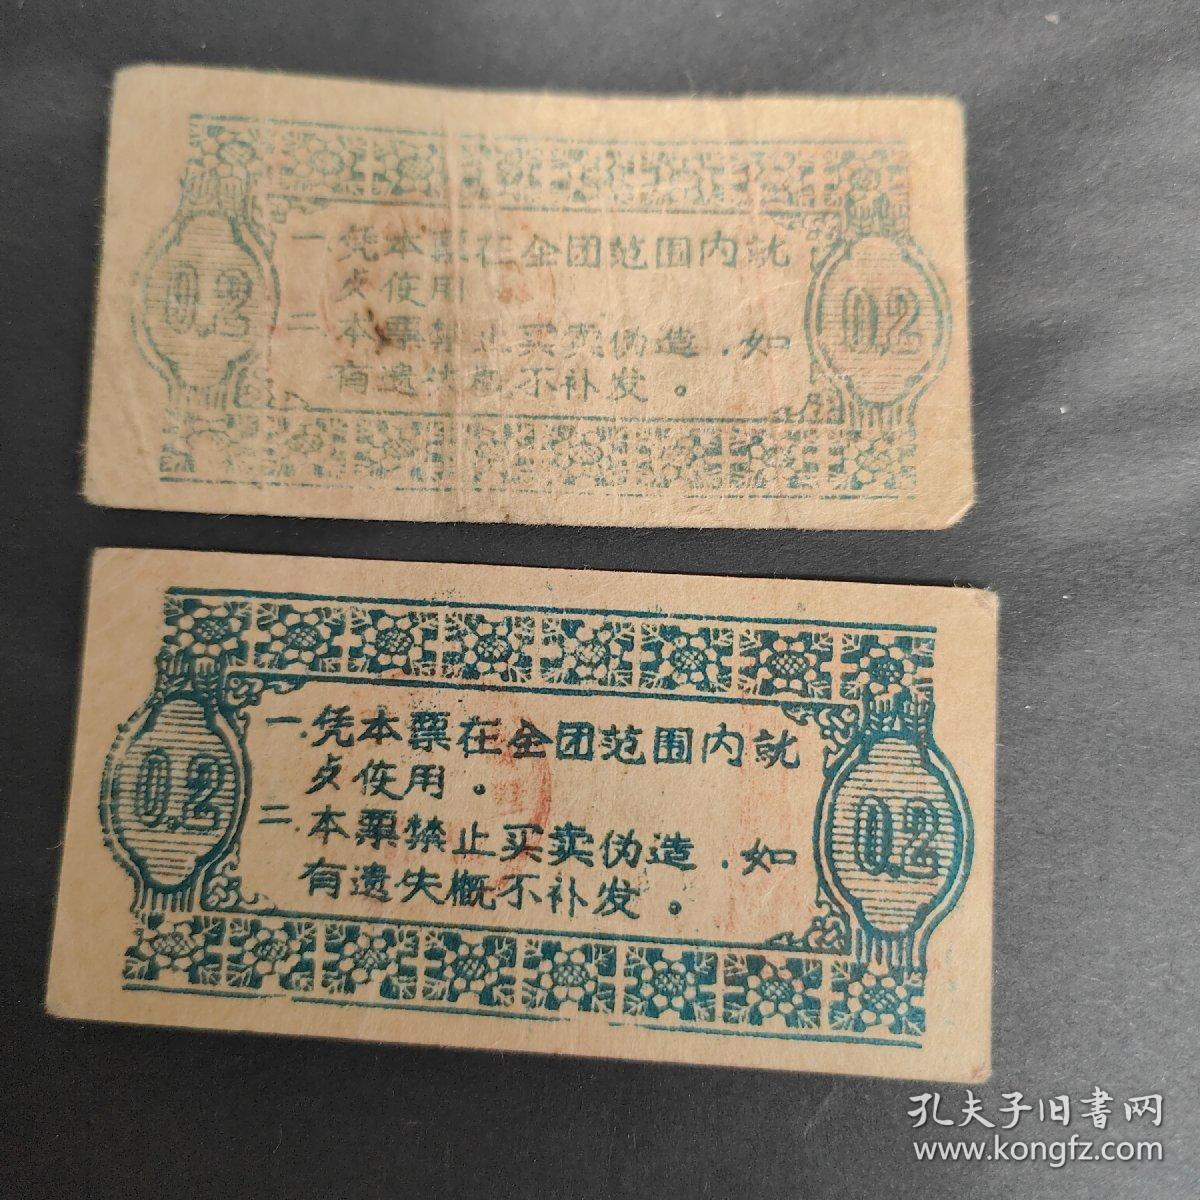 一.凭本票在全团范围内就
0.2
攴使用。
0.2
二.本票禁止买卖伪造.如
有遗失概不补发。
一.凭本票在全团范围内就
0.2
攴使用。
0.2
二.本票禁止买卖伪造.如
有遗失概不补发。
孔夫子旧書网
www.kongfz.com